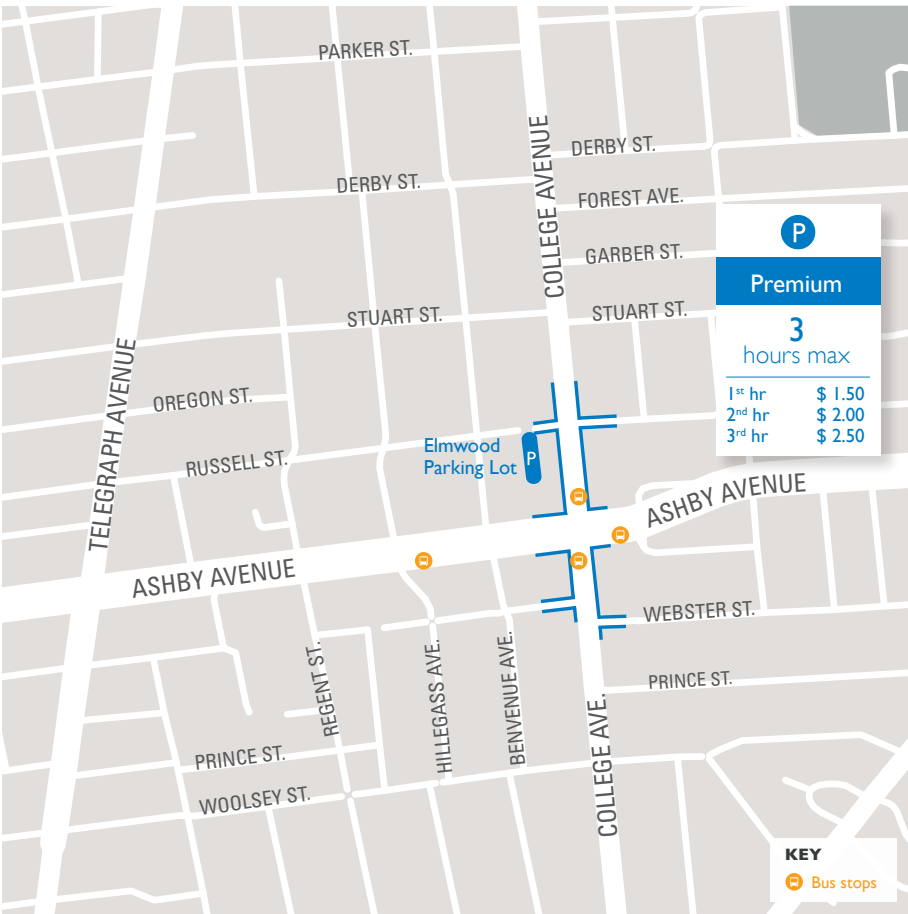 PARKER ST.
COLLEGE AVENUE
DERBY ST.
DERBY ST.
FOREST AVE.
GARBER ST.
STUART ST.
STUART ST.
P
Premium
3
hours max
1st hr $ 1.50
2nd hr $ 2.00
3rd hr $ 2.50
TELEGRAPH AVENUE
OREGON ST.
RUSSELL ST.
Elmwood
Parking Lot
P
ASHBY AVENUE
ASHBY AVENUE
WEBSTER ST.
REGENT ST.
HILLEGASS AVE.
BENVENUE AVE.
PRINCE ST.
COLLEGE AVE.
PRINCE ST.
WOOLSEY ST.
KEY
Bus stops